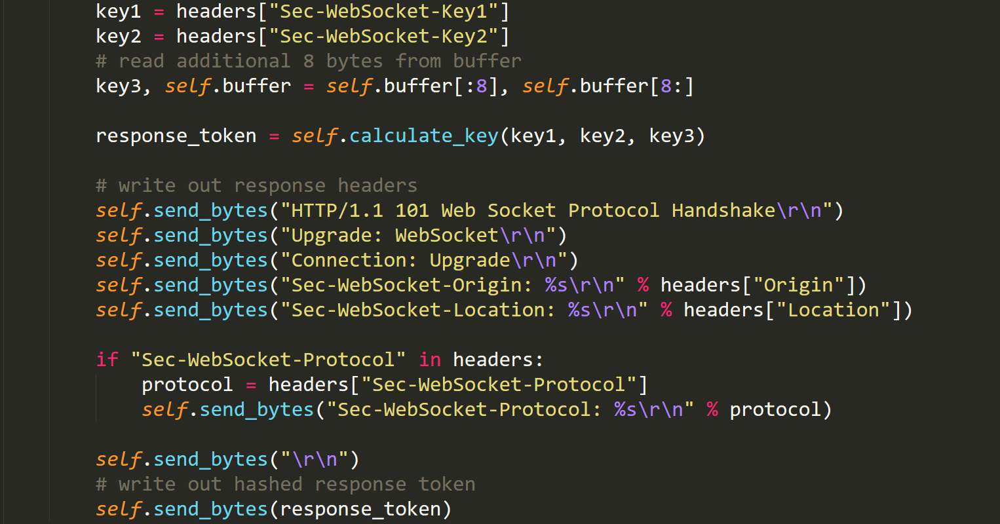 key1 = headers["Sec-WebSocket-Key1"]
key2 = headers["Sec-WebSocket-Key2"]
# read additional 8 bytes from buffer
key3, self.buffer = self.buffer[:8], self.buffer[8:]
response_token = self.calculate_key(key1, key2, key3)
# write out response headers
self.send_bytes("HTTP/1.1 101 Web Socket Protocol Handshake\r\n")
self.send_bytes("Upgrade: WebSocket\r\n")
self.send_bytes("Connection: Upgrade\r\n")
self.send_bytes("Sec-WebSocket-Origin: %s\r\n" % headers["Origin"])
self.send_bytes("Sec-WebSocket-Location: %s\r\n" % headers["Location"])
if "Sec-WebSocket-Protocol" in headers:
protocol = headers["Sec-WebSocket-Protocol"]
self.send_bytes("Sec-WebSocket-Protocol: %s\r\n" % protocol)
self.send_bytes("\r\n")
# write out hashed response token
self.send_bytes(response_token)